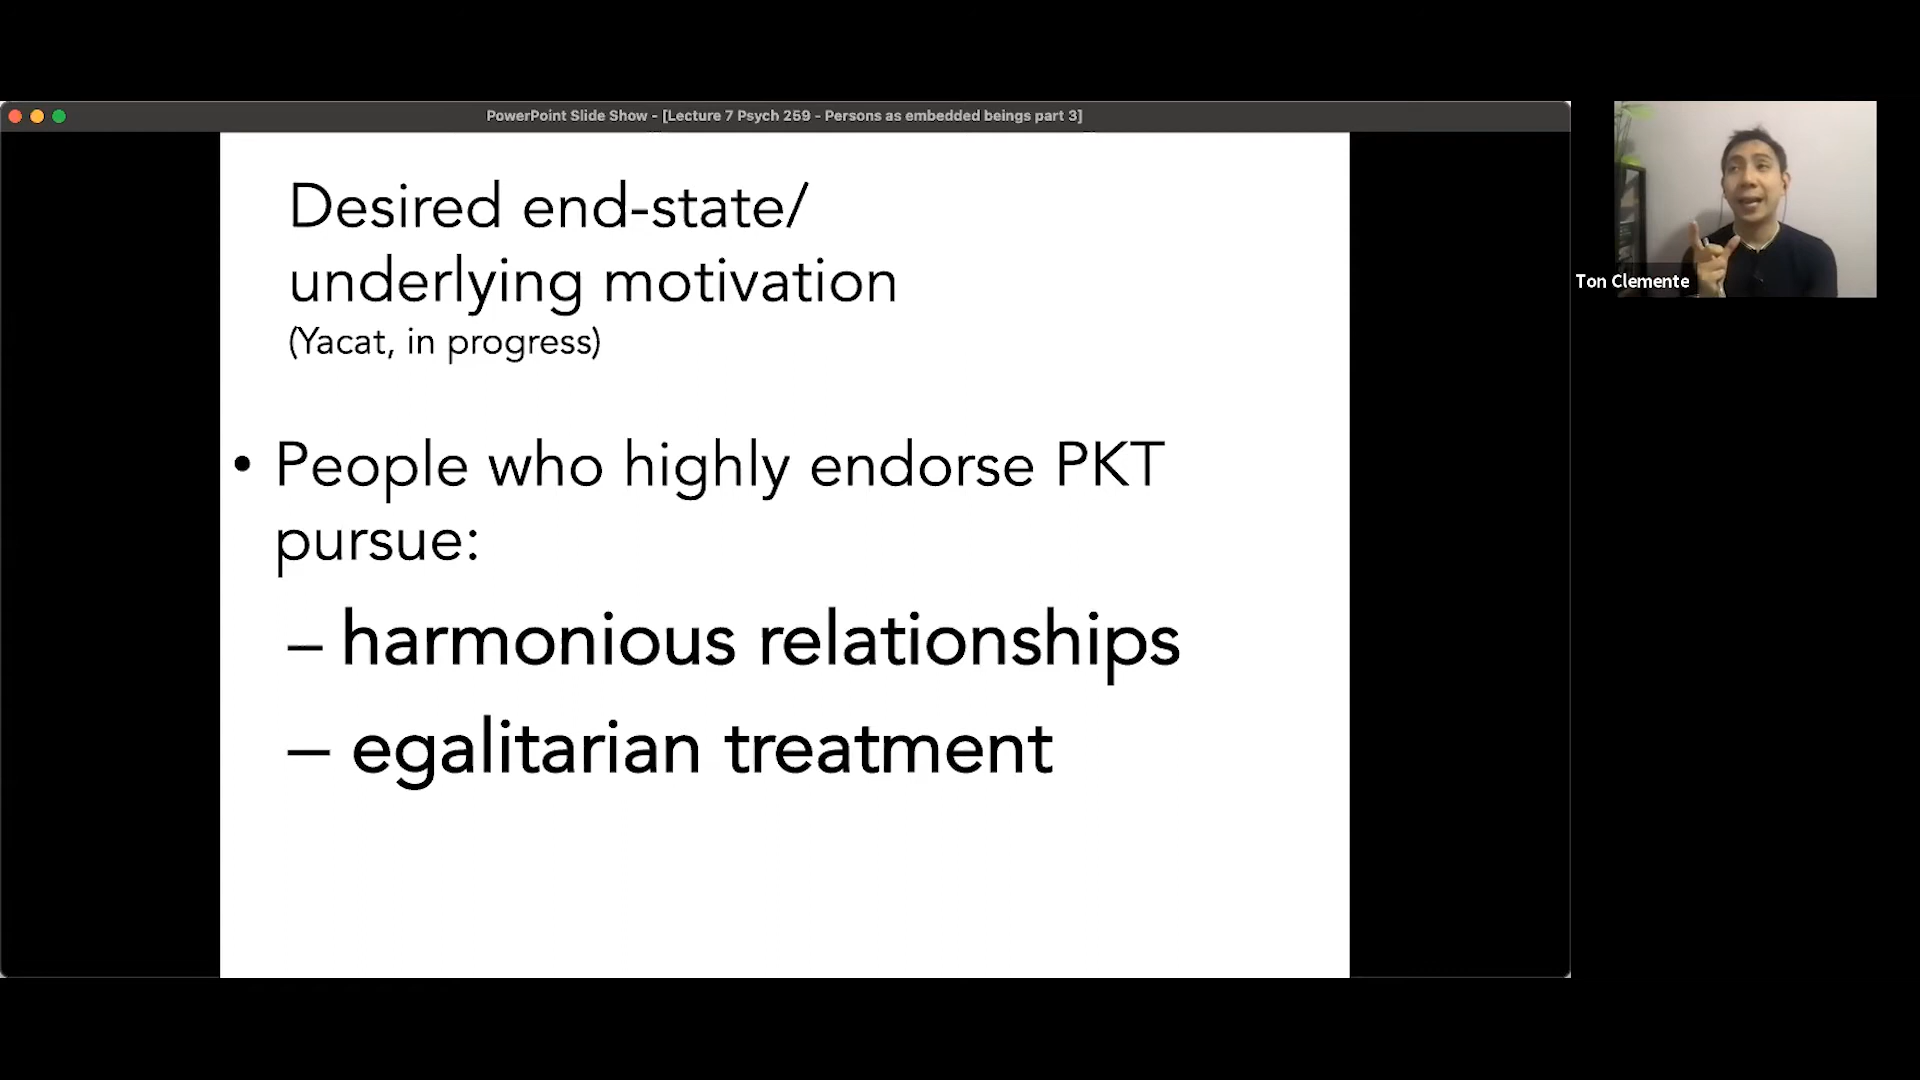 PowerPoint Slide Show - [Lecture 7 Psych 259 - Persons as embedded beings part 3]
Desired end-state/
underlying motivation
(Yacat, in progress)
• People who highly endorse PKT
pursue:
– harmonious relationships
– egalitarian treatment
Ton Clemente